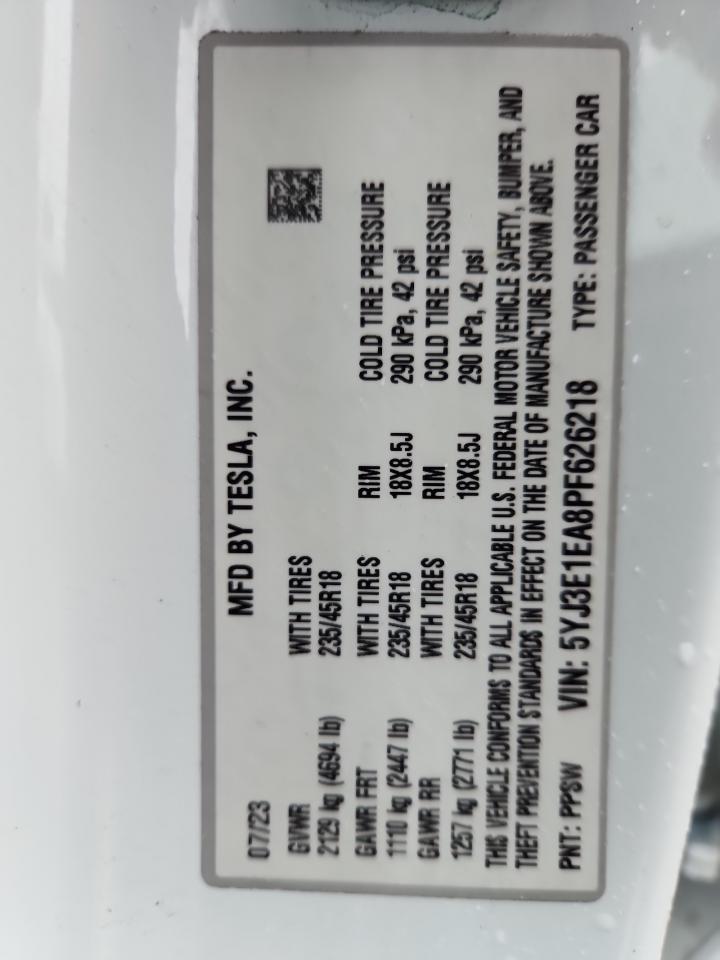 MFD BY TESLA, INC.
07/23
GVWR WITH TIRES
2129 kg (4694 lb) 235/45R18
GAWR FRT WITH TIRES RIM COLD TIRE PRESSURE
1110 kg (2447 lb) 235/45R18 18X8.5J 290 kPa, 42 psi
GAWR RR WITH TIRES RIM COLD TIRE PRESSURE
1257 kg (2771 lb) 235/45R18 18X8.5J 290 kPa, 42 psi
THIS VEHICLE CONFORMS TO ALL APPLICABLE U.S. FEDERAL MOTOR VEHICLE SAFETY, BUMPER, AND
THEFT PREVENTION STANDARDS IN EFFECT ON THE DATE OF MANUFACTURE SHOWN ABOVE.
PNT: PPSW VIN: 5YJ3E1EA8PF626218 TYPE: PASSENGER CAR